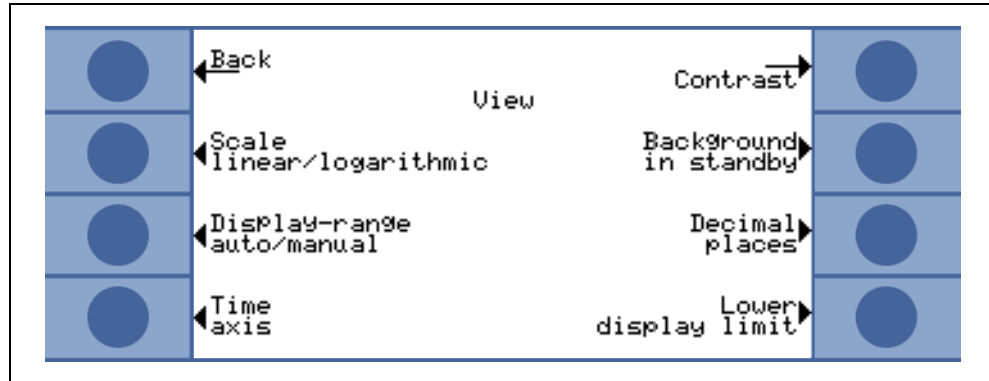 Back
Contrast
View
Scale
linear/logarithmic
Background
in standby
Display-range
auto/manual
Decimal
places
Time
axis
Lower
display limit